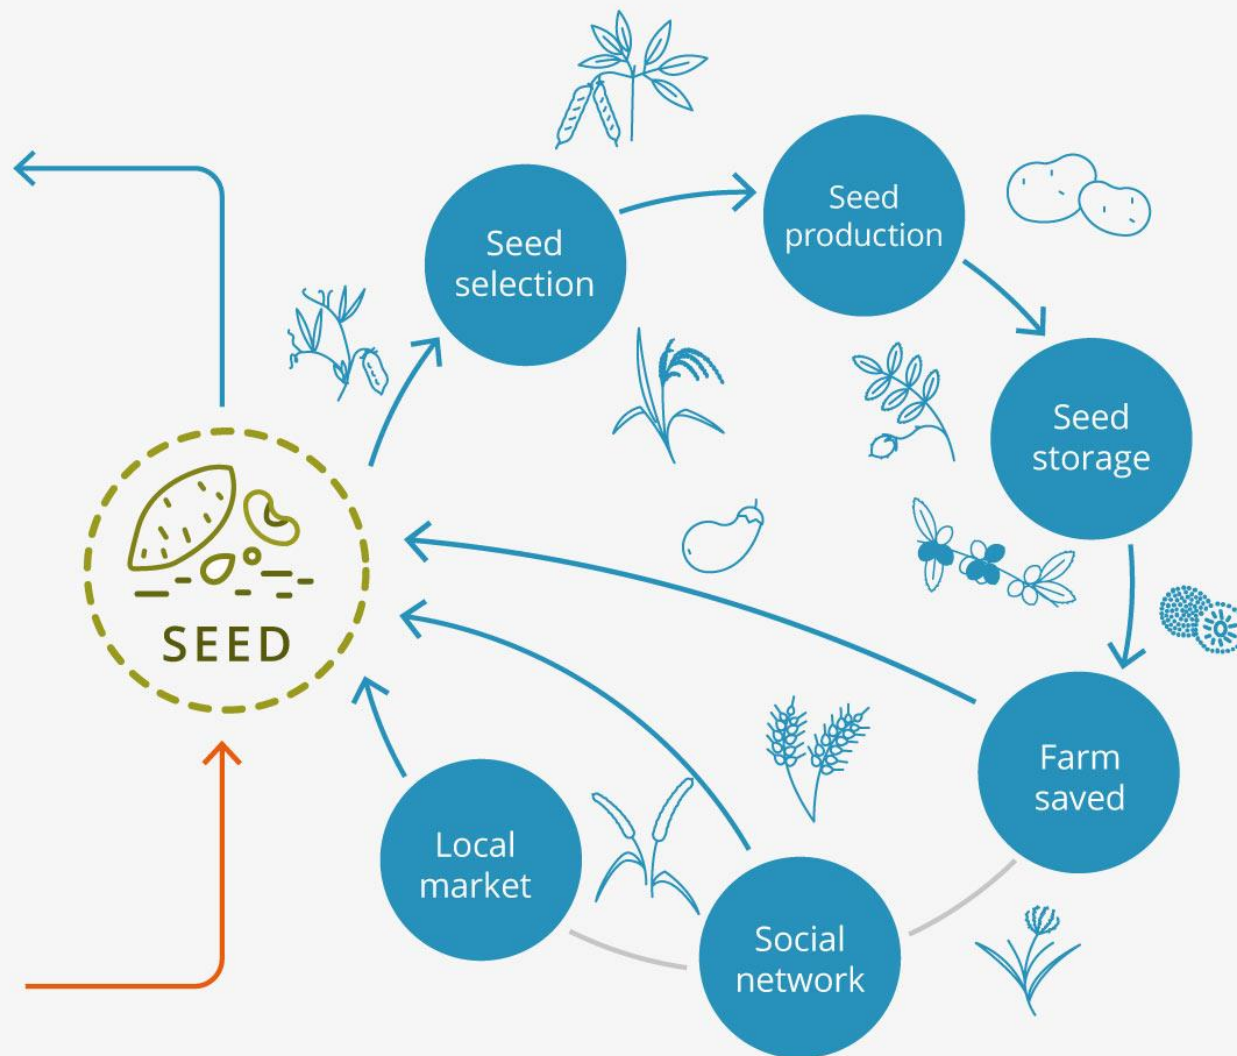 Seed
selection
Seed
production
Seed
storage
SEED
Farm
saved
Local
market
Social
network